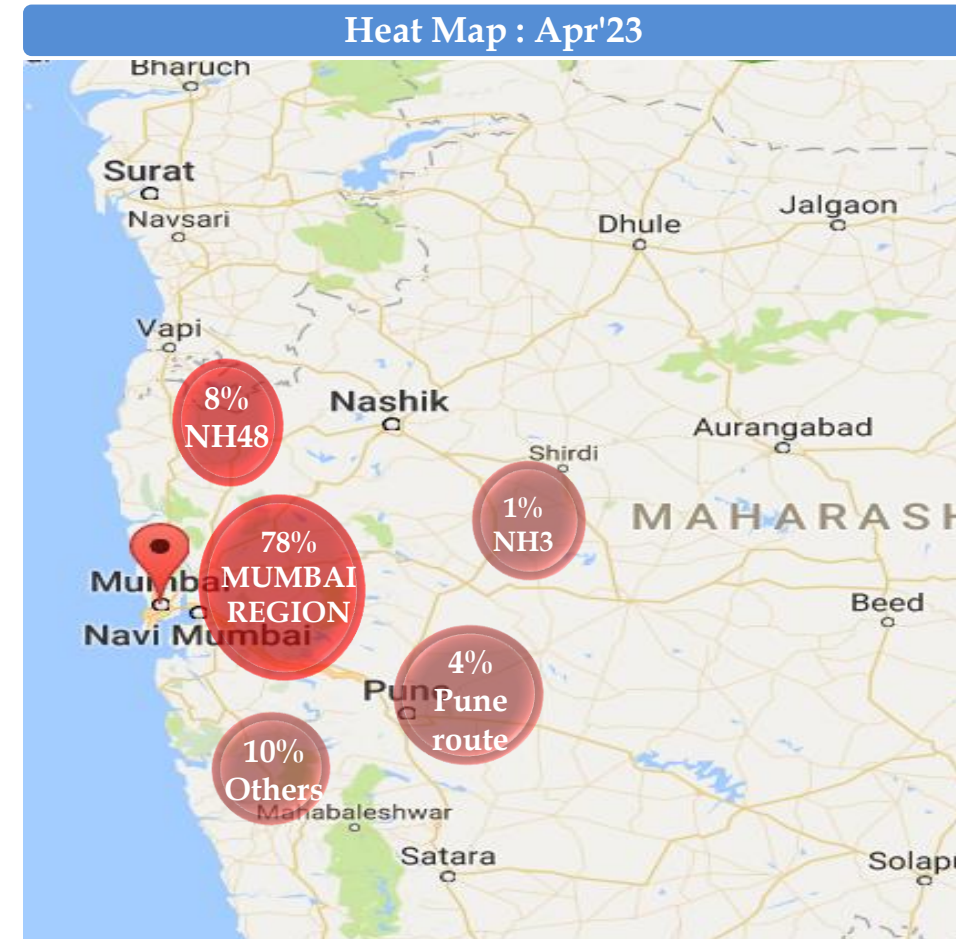 Heat Map : Apr'23
Bharuch
Surat
Navsari
Dhule
Jalgaon
Vapi
8%
NH48
Nashik
Aurangabad
Shirdi
1%
NH3
MAHARASH
78%
MUMBAI
REGION
Mumbai
Navi Mumbai
Beed
4%
Pune
Pune
route
10%
Others
Mahabaleshwar
Satara
Solapu